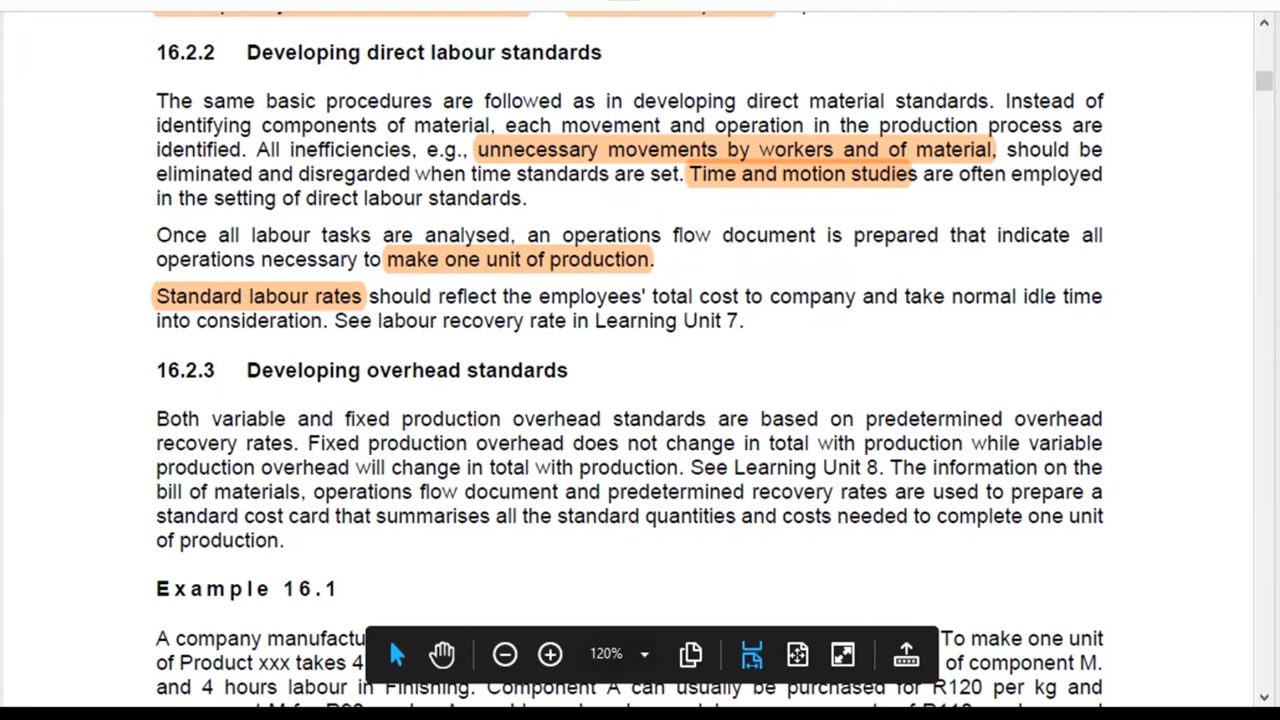 16.2.2 Developing direct labour standards
The same basic procedures are followed as in developing direct material standards. Instead of
identifying components of material, each movement and operation in the production process are
identified. All inefficiencies, e.g., unnecessary movements by workers and of material, should be
eliminated and disregarded when time standards are set. Time and motion studies are often employed
in the setting of direct labour standards.
Once all labour tasks are analysed, an operations flow document is prepared that indicate all
operations necessary to make one unit of production.
Standard labour rates should reflect the employees' total cost to company and take normal idle time
into consideration. See labour recovery rate in Learning Unit 7.
16.2.3 Developing overhead standards
Both variable and fixed production overhead standards are based on predetermined overhead
recovery rates. Fixed production overhead does not change in total with production while variable
production overhead will change in total with production. See Learning Unit 8. The information on the
bill of materials, operations flow document and predetermined recovery rates are used to prepare a
standard cost card that summarises all the standard quantities and costs needed to complete one unit
of production.
Example 16.1
A company To make one unit
of Product xxx takes 4 of component M.
120%
and 4 hours labour in Finishing. Component A can usually be purchased for R120 per kg and